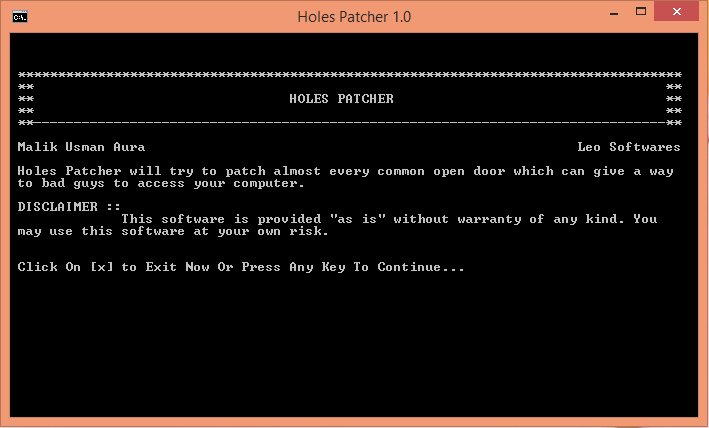 Holes Patcher 1.0
***********************************************************************************
** **
** HOLES PATCHER **
** **
**-------------------------------------------------------------------------------**
Malik Usman Aura Leo Softwares
Holes Patcher will try to patch almost every common open door which can give a way
to bad guys to access your computer.
DISCLAIMER ::
This software is provided "as is" without warranty of any kind. You
may use this software at your own risk.
Click On [x] to Exit Now Or Press Any Key To Continue...